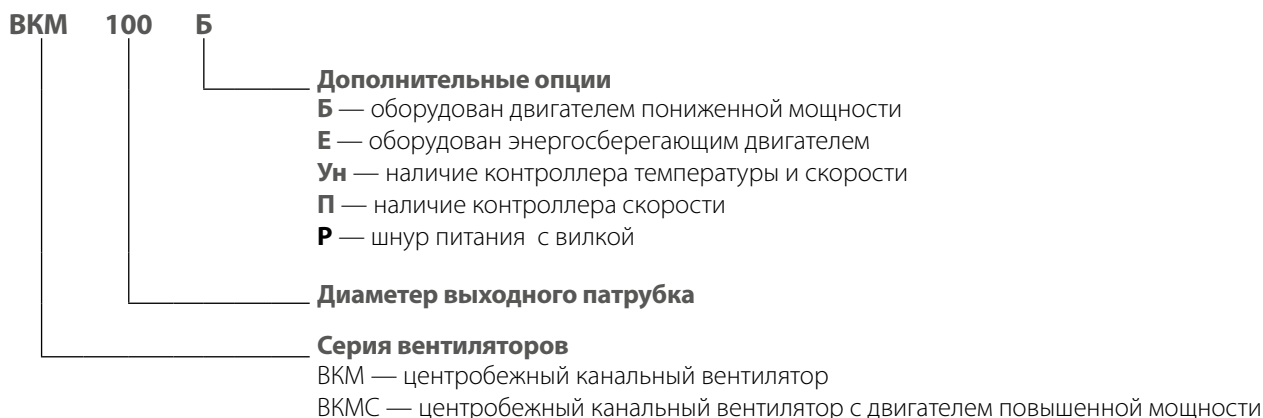 ВКМ 100 Б
Дополнительные опции
Б — оборудован двигателем пониженной мощности
Е — оборудован энергосберегающим двигателем
Ун — наличие контроллера температуры и скорости
П — наличие контроллера скорости
Р — шнур питания с вилкой
Диаметр выходного патрубка
Серия вентиляторов
ВКМ — центробежный канальный вентилятор
ВКМС — центробежный канальный вентилятор с двигателем повышенной мощности